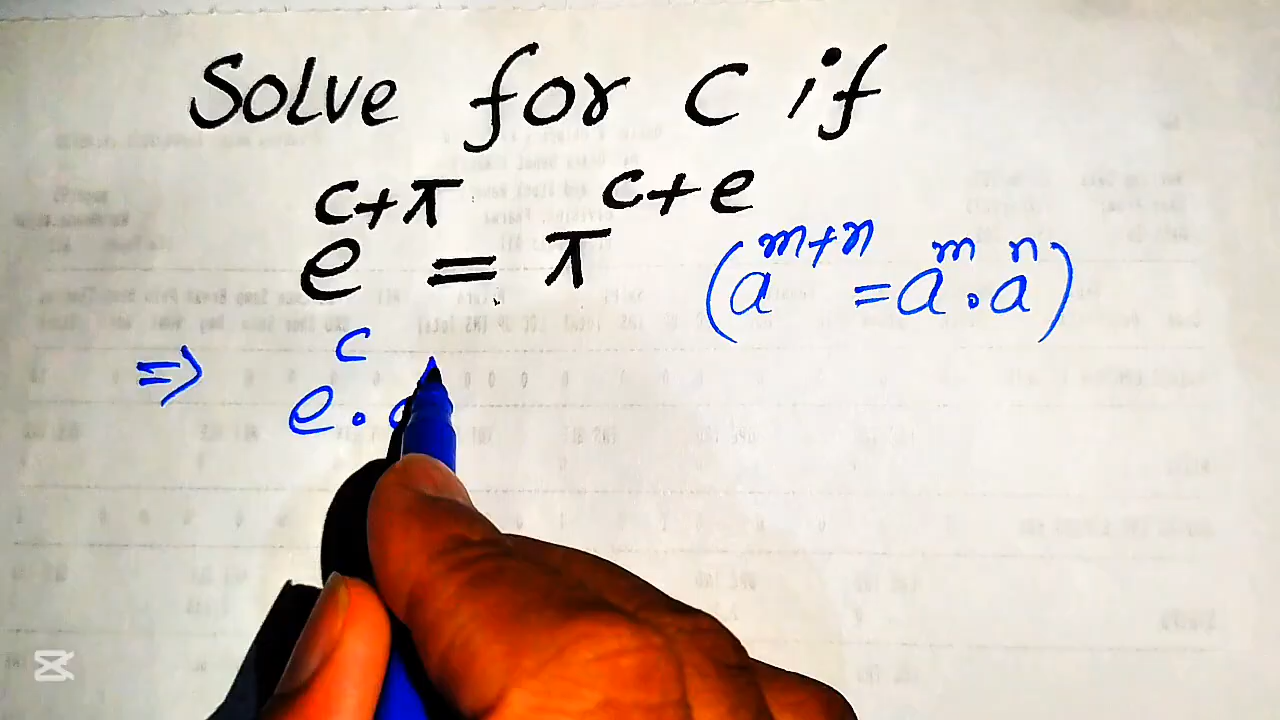 Solve for C if
e^{c+π} = π^{c+e} (a^{m+n} = a^m . a^n)
=> e^c .